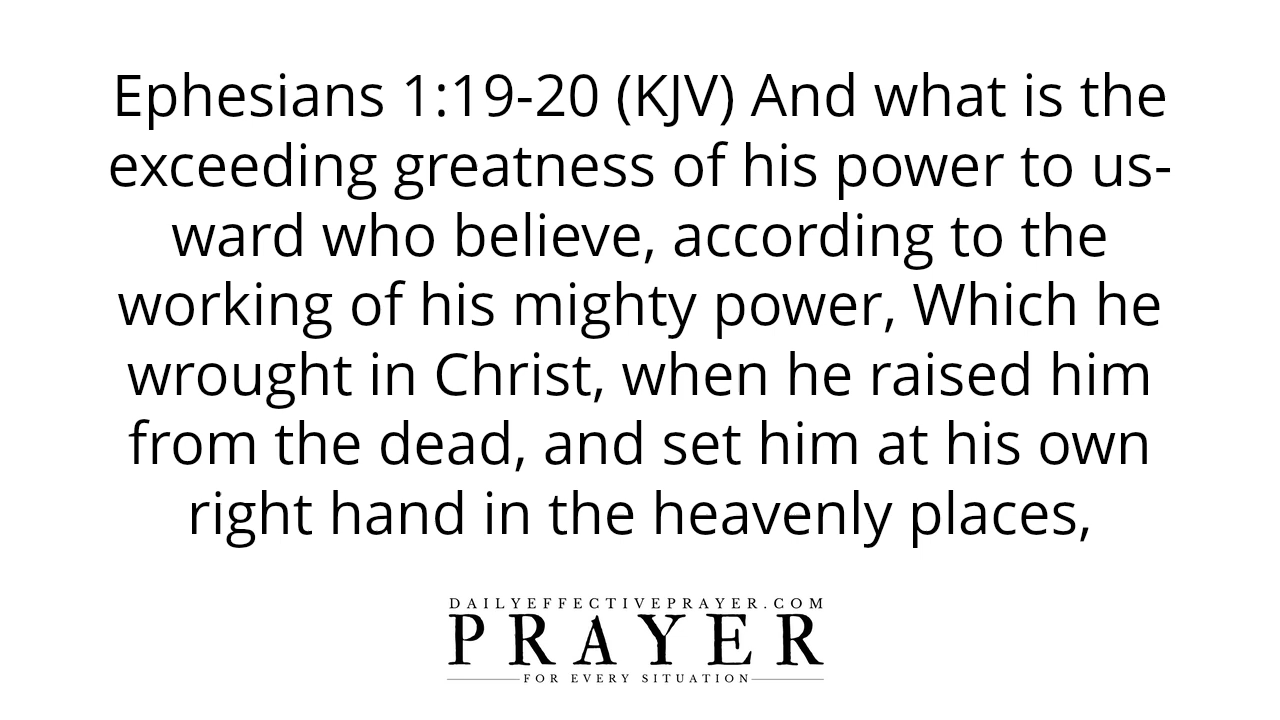 Ephesians 1:19-20 (KJV) And what is the
exceeding greatness of his power to us-
ward who believe, according to the
working of his mighty power, Which he
wrought in Christ, when he raised him
from the dead, and set him at his own
right hand in the heavenly places,
DAILYEFFECTIVEPRAYER.COM
PRAYER
FOR EVERY SITUATION